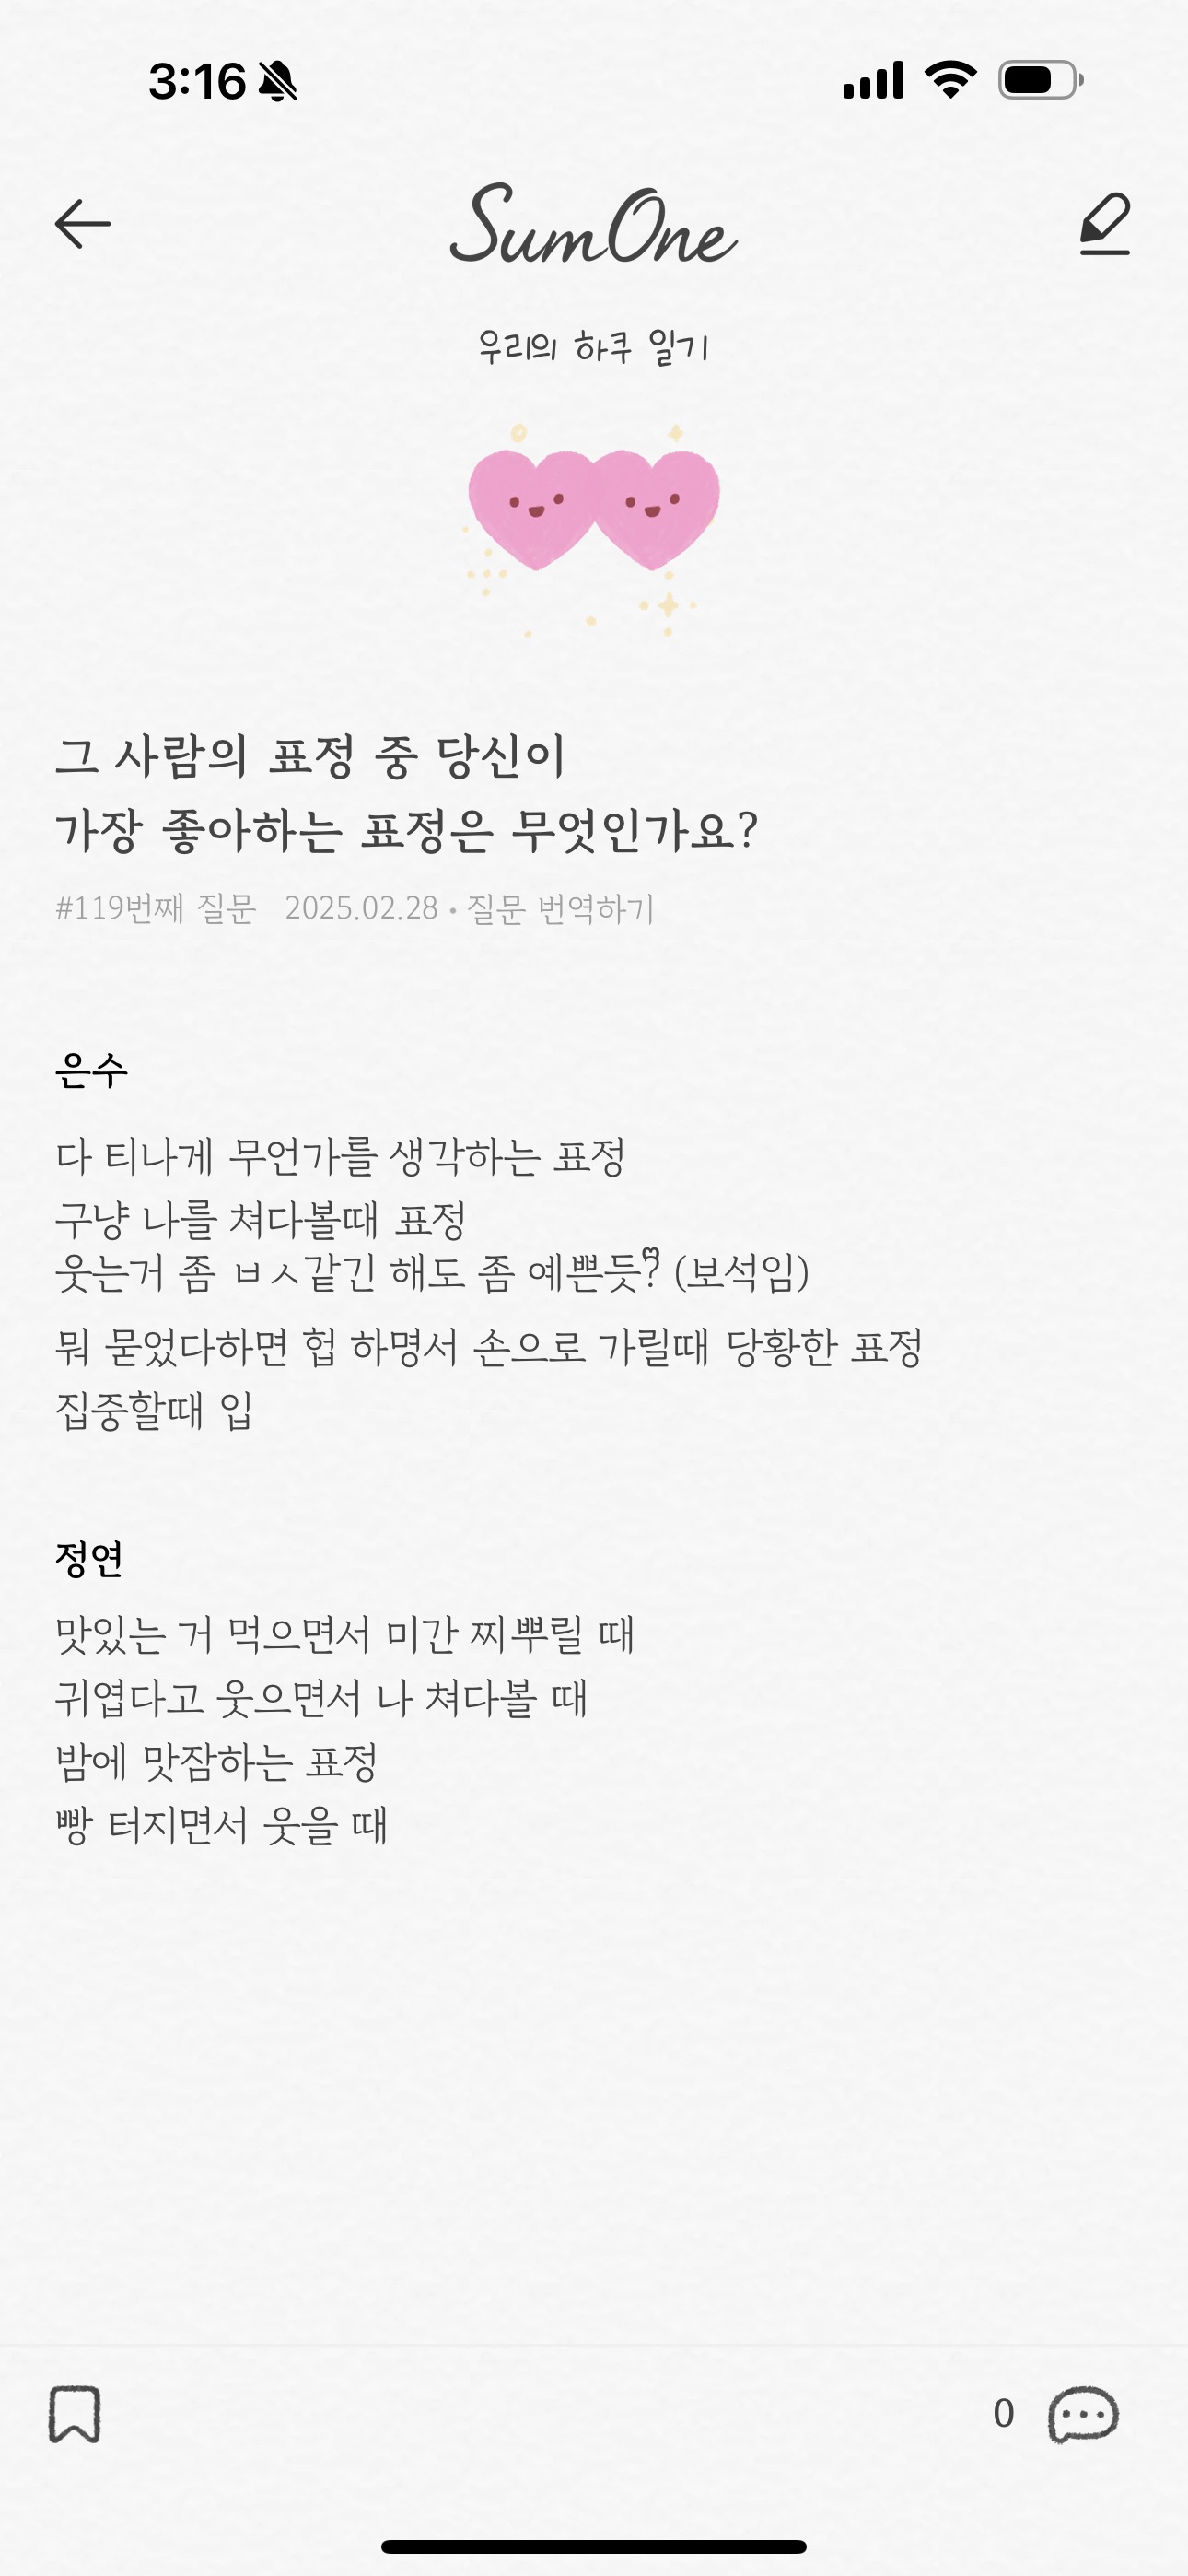 3:16
SumOne
우리의 하루 일기
그 사람의 표정 중 당신이
가장 좋아하는 표정은 무엇인가요?
#119번째 질문 2025.02.28 • 질문 번역하기
은수
다 티나게 무언가를 생각하는 표정
구냥 나를 쳐다볼때 표정
웃는거 좀 ㅂㅅ같긴 해도 좀 예쁜듯? (보석임)
뭐 묻었다하면 헙 하명서 손으로 가릴때 당황한 표정
집중할때 입
정연
맛있는 거 먹으면서 미간 찌뿌릴 때
귀엽다고 웃으면서 나 쳐다볼 때
밤에 맛잠하는 표정
빵 터지면서 웃을 때
0